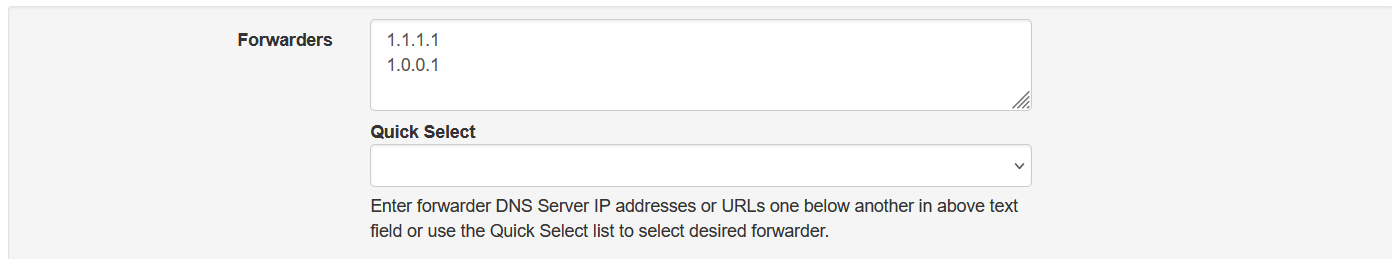 Forwarders
1.1.1.1
1.0.0.1
Quick Select
Enter forwarder DNS Server IP addresses or URLs one below another in above text
field or use the Quick Select list to select desired forwarder.